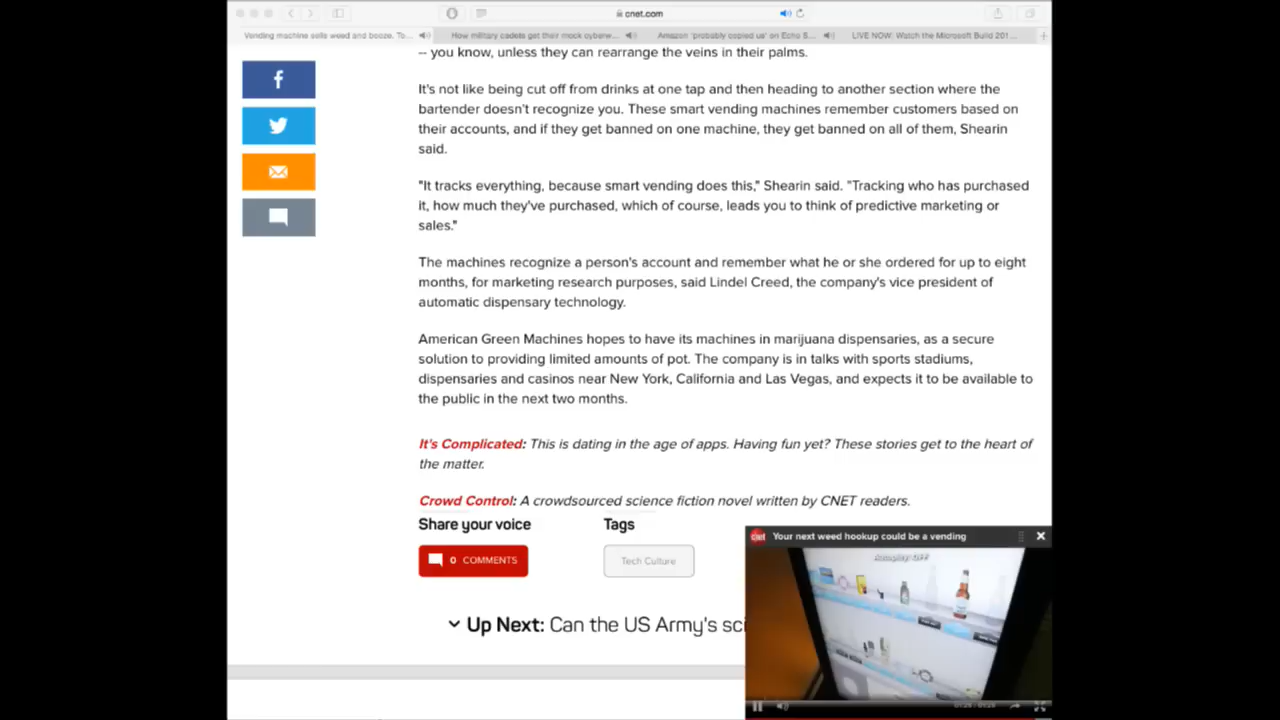 cnet.com
Vending machine sells weed and booze. To...
How military cadets get their mock cyberw...
Amazon 'probably copied us' on Echo S...
LIVE NOW: Watch the Microsoft Build 201...
-- you know, unless they can rearrange the veins in their palms.
It's not like being cut off from drinks at one tap and then heading to another section where the
bartender doesn't recognize you. These smart vending machines remember customers based on
their accounts, and if they get banned on one machine, they get banned on all of them, Shearin
said.
"It tracks everything, because smart vending does this," Shearin said. "Tracking who has purchased
it, how much they've purchased, which of course, leads you to think of predictive marketing or
sales."
The machines recognize a person's account and remember what he or she ordered for up to eight
months, for marketing research purposes, said Lindel Creed, the company's vice president of
automatic dispensary technology.
American Green Machines hopes to have its machines in marijuana dispensaries, as a secure
solution to providing limited amounts of pot. The company is in talks with sports stadiums,
dispensaries and casinos near New York, California and Las Vegas, and expects it to be available to
the public in the next two months.
It's Complicated: This is dating in the age of apps. Having fun yet? These stories get to the heart of
the matter.
Crowd Control: A crowdsourced science fiction novel written by CNET readers.
Share your voice
Tags
0 COMMENTS
Tech Culture
Up Next: Can the US Army's sci
cnet
Your next weed hookup could be a vending
Autoplay: OFF